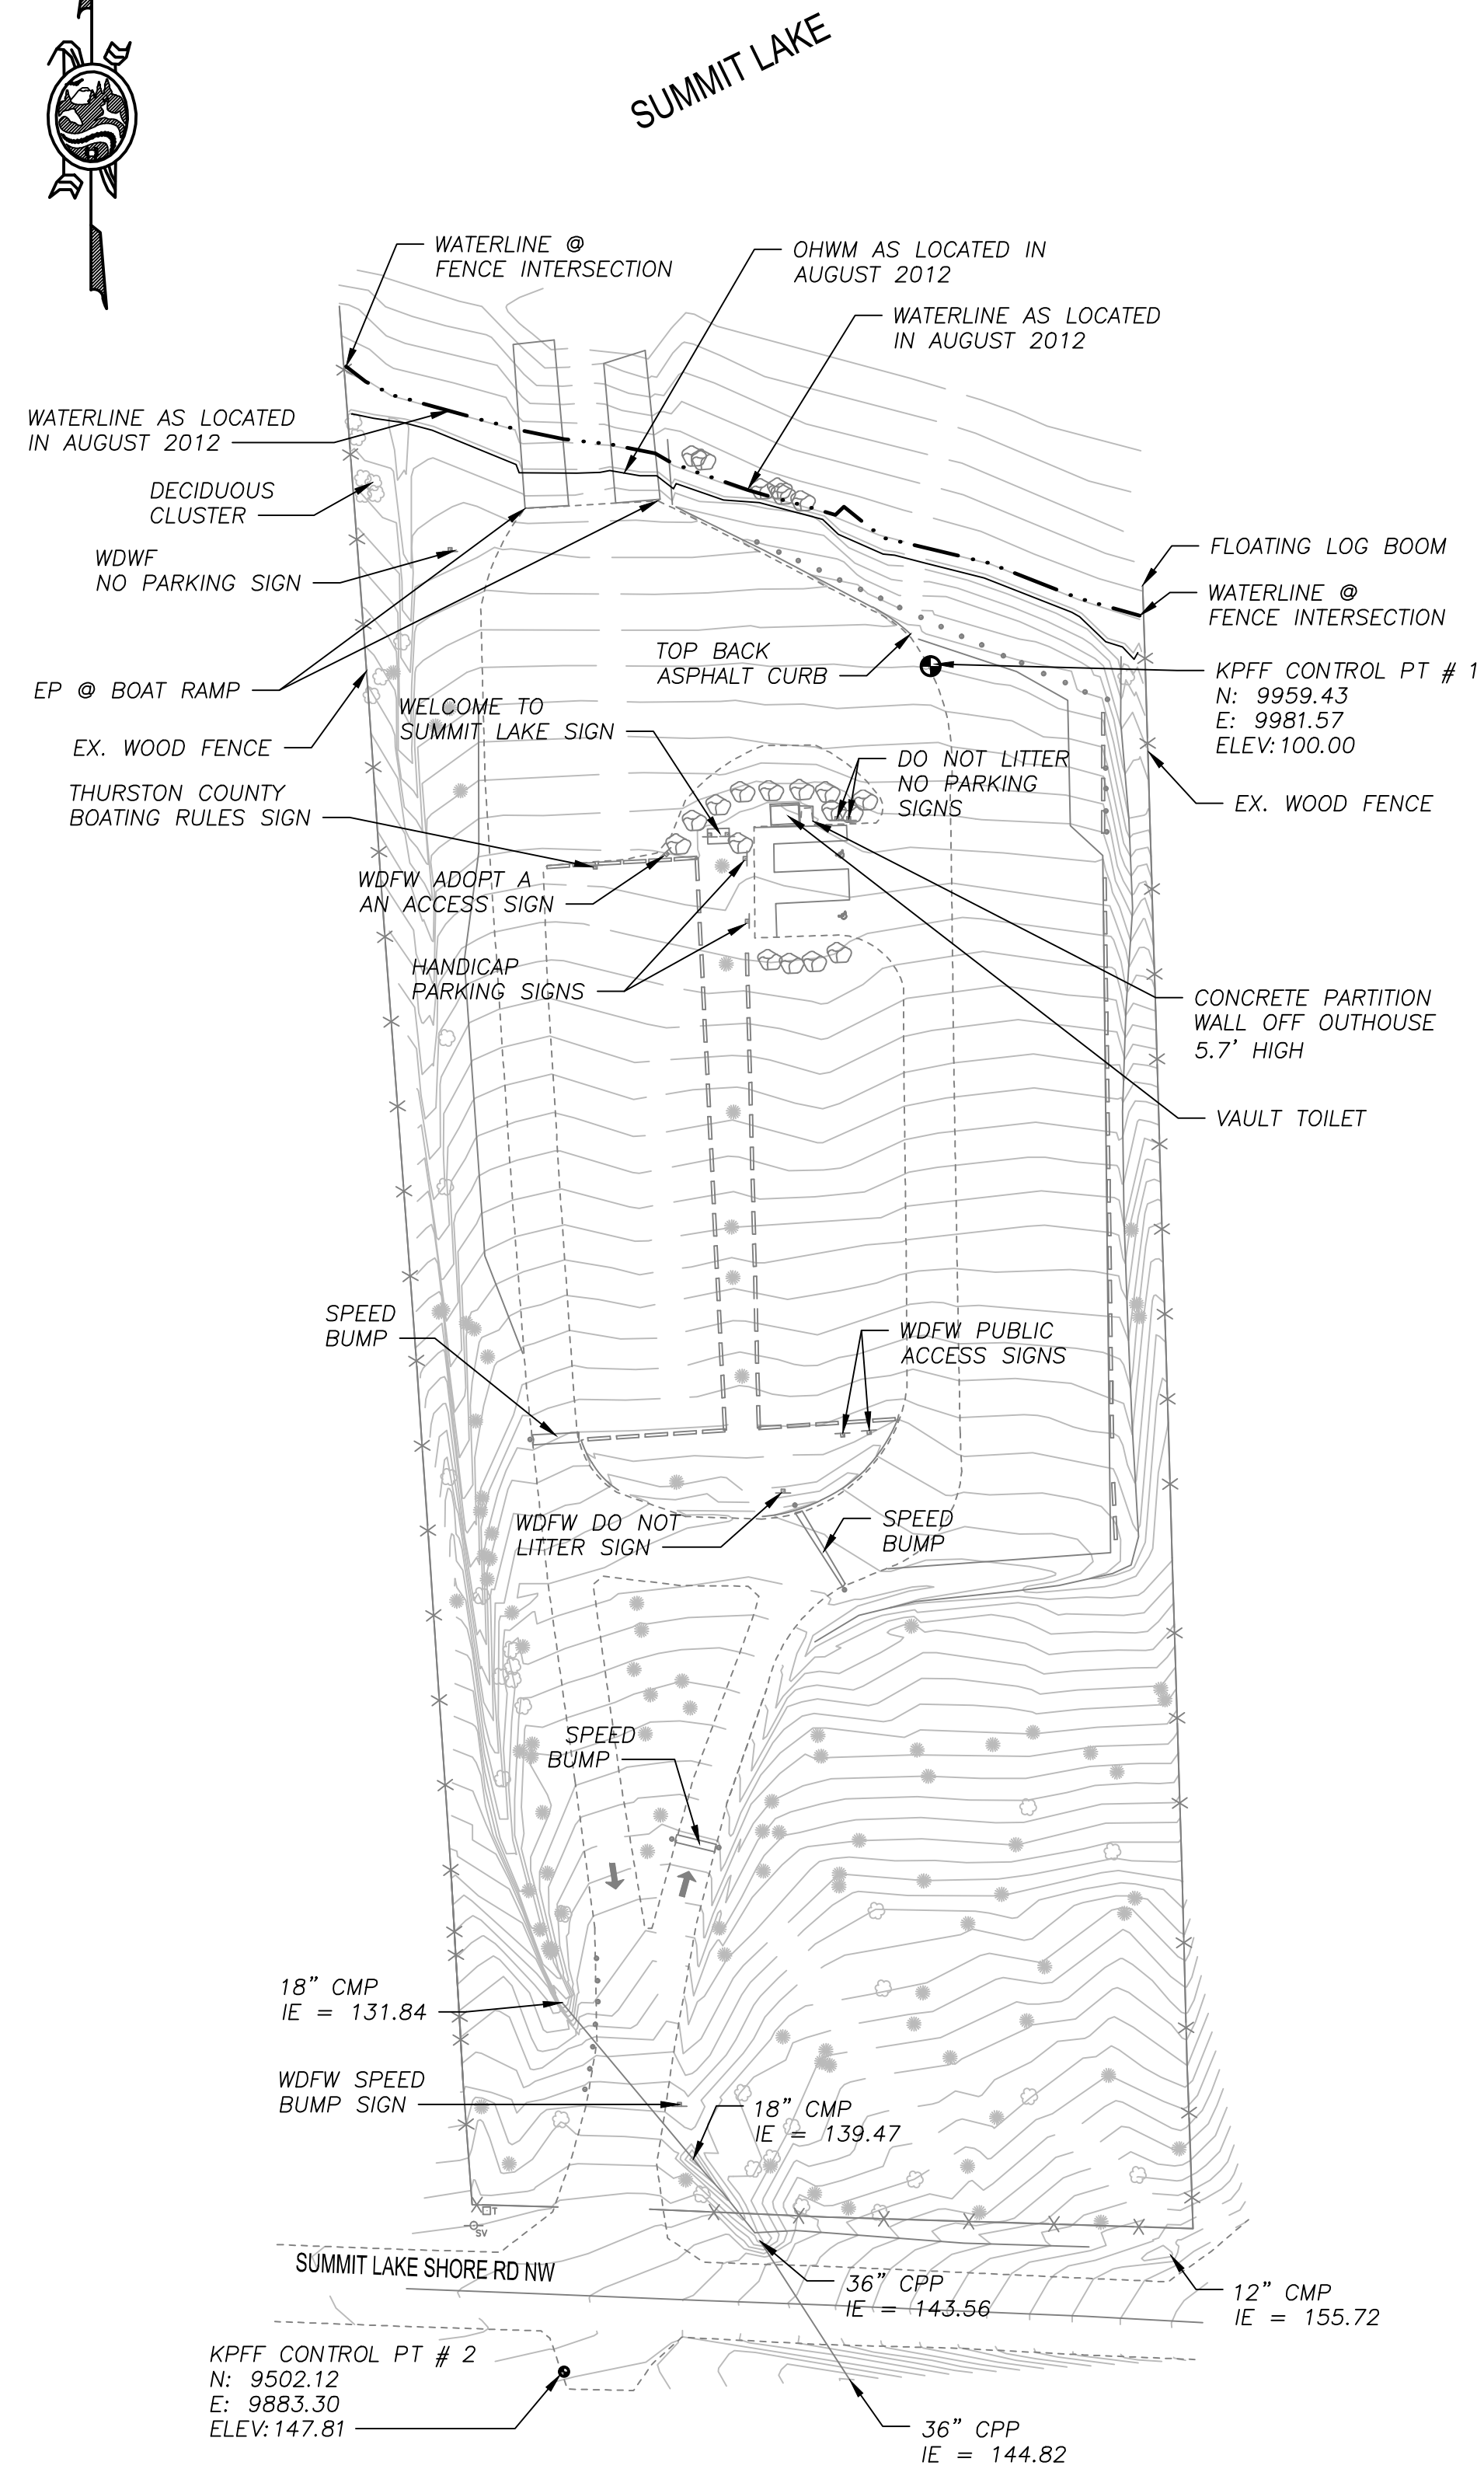 SUMMIT LAKE
WATERLINE @
FENCE INTERSECTION
OHWM AS LOCATED IN
AUGUST 2012
WATERLINE AS LOCATED
IN AUGUST 2012
WATERLINE AS LOCATED
IN AUGUST 2012
DECIDUOUS
CLUSTER
WDWF
NO PARKING SIGN
FLOATING LOG BOOM
WATERLINE @
FENCE INTERSECTION
TOP BACK
ASPHALT CURB
KPFF CONTROL PT # 1
N: 9959.43
E: 9981.57
ELEV:100.00
EP @ BOAT RAMP
WELCOME TO
SUMMIT LAKE SIGN
EX. WOOD FENCE
DO NOT LITTER
NO PARKING
SIGNS
THURSTON COUNTY
BOATING RULES SIGN
EX. WOOD FENCE
WDFW ADOPT A
AN ACCESS SIGN
HANDICAP
PARKING SIGNS
CONCRETE PARTITION
WALL OFF OUTHOUSE
5.7' HIGH
VAULT TOILET
SPEED
BUMP
WDFW PUBLIC
ACCESS SIGNS
WDFW DO NOT
LITTER SIGN
SPEED
BUMP
SPEED
BUMP
18" CMP
IE = 131.84
WDFW SPEED
BUMP SIGN
18" CMP
IE = 139.47
T
SV
SUMMIT LAKE SHORE RD NW
36" CPP
IE = 143.56
12" CMP
IE = 155.72
KPFF CONTROL PT # 2
N: 9502.12
E: 9883.30
ELEV:147.81
36" CPP
IE = 144.82